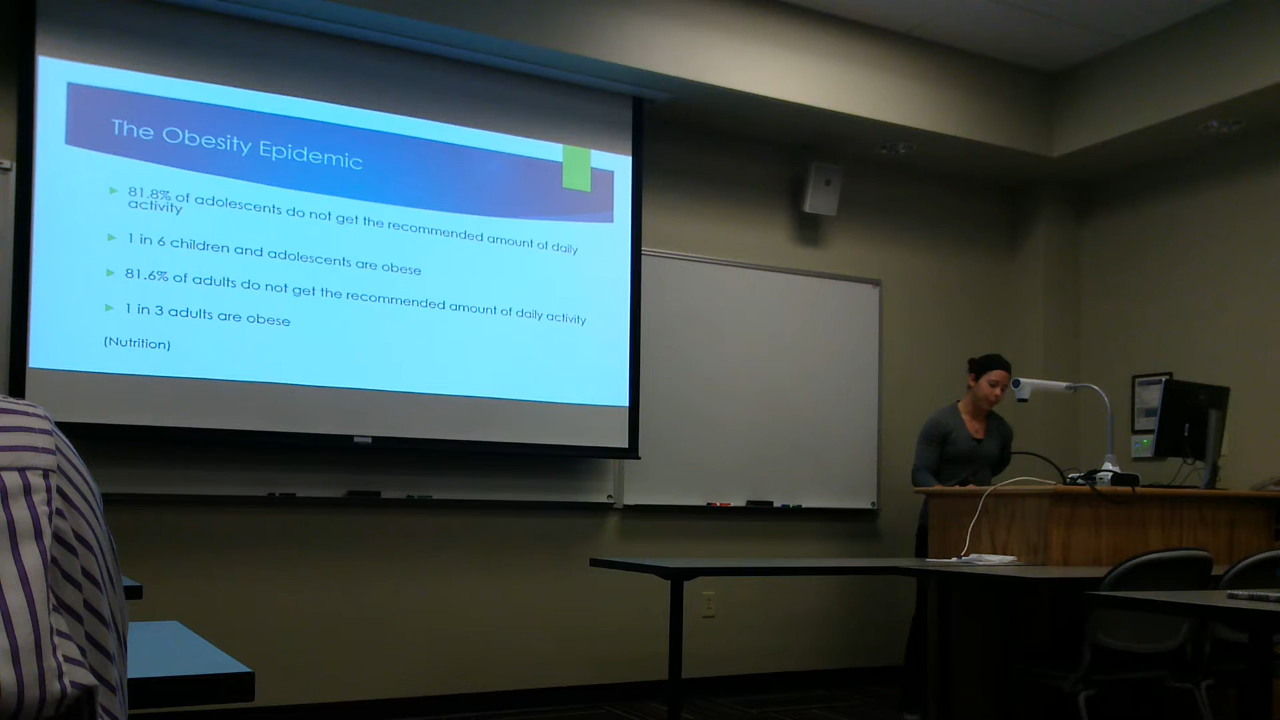 The Obesity Epidemic
81.8% of adolescents do not get the recommended amount of daily
activity
1 in 6 children and adolescents are obese
81.6% of adults do not get the recommended amount of daily activity
1 in 3 adults are obese
(Nutrition)